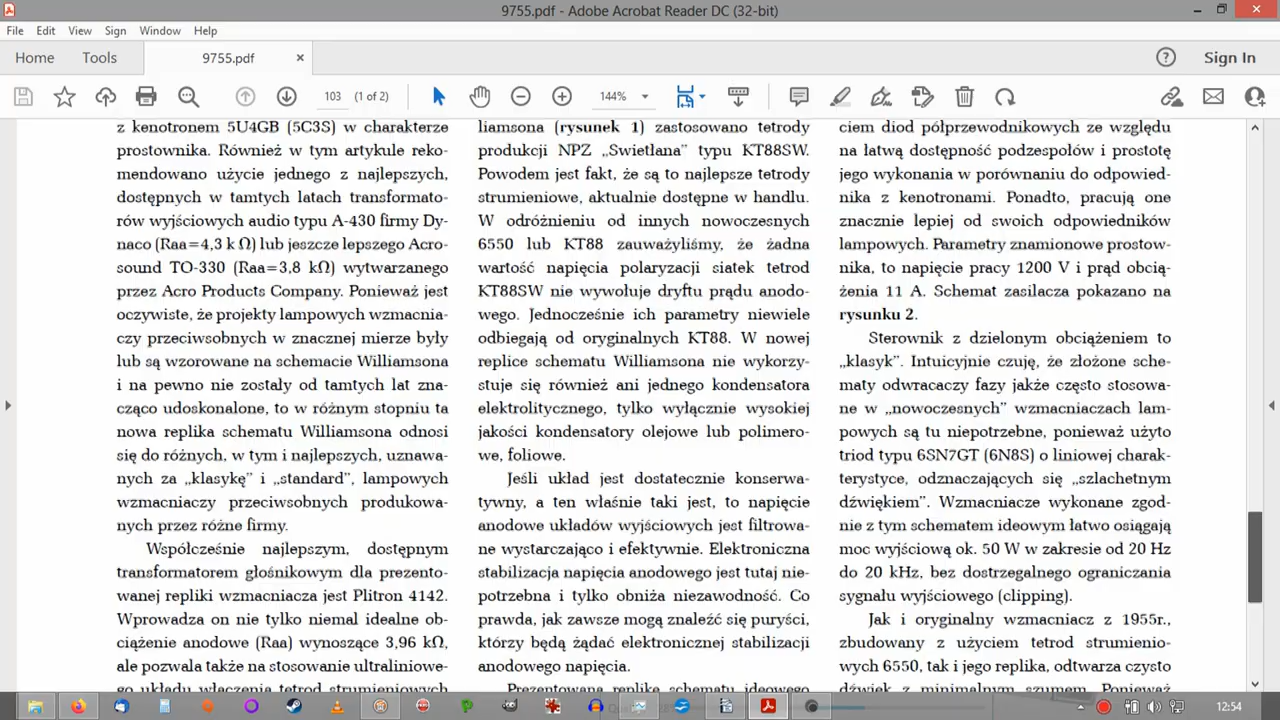 9755.pdf - Adobe Acrobat Reader DC (32-bit)
File Edit View Sign Window Help
Home Tools 9755.pdf × Sign In
103 (1 of 2) 144%
z kenotronem 5U4GB (5C3S) w charakterze
prostownika. Również w tym artykule reko-
mendowano użycie jednego z najlepszych,
dostępnych w tamtych latach transformato-
rów wyjściowych audio typu A-430 firmy Dy-
naco (Raa=4,3 k Ω) lub jeszcze lepszego Acro-
sound TO-330 (Raa=3,8 kΩ) wytwarzanego
przez Acro Products Company. Ponieważ jest
oczywiste, że projekty lampowych wzmacnia-
czy przeciwsobnych w znacznej mierze były
lub są wzorowane na schemacie Williamsona
i na pewno nie zostały od tamtych lat zna-
cząco udoskonalone, to w różnym stopniu ta
nowa replika schematu Williamsona odnosi
się do różnych, w tym i najlepszych, uznawa-
nych za „klasykę” i „standard”, lampowych
wzmacniaczy przeciwsobnych produkowa-
nych przez różne firmy.
Współcześnie najlepszym, dostępnym
transformatorem głośnikowym dla prezento-
wanej repliki wzmacniacza jest Plitron 4142.
Wprowadza on nie tylko niemal idealne ob-
ciążenie anodowe (Raa) wynoszące 3,96 kΩ,
ale pozwala także na stosowanie ultraliniowe-
go układu włączenia tetrod strumieniowych
liamsona (rysunek 1) zastosowano tetrody
produkcji NPZ „Swietłana” typu KT88SW.
Powodem jest fakt, że są to najlepsze tetrody
strumieniowe, aktualnie dostępne w handlu.
W odróżnieniu od innych nowoczesnych
6550 lub KT88 zauważyliśmy, że żadna
wartość napięcia polaryzacji siatek tetrod
KT88SW nie wywołuje dryftu prądu anodo-
wego. Jednocześnie ich parametry niewiele
odbiegają od oryginalnych KT88. W nowej
replice schematu Williamsona nie wykorzy-
stuje się również ani jednego kondensatora
elektrolitycznego, tylko wyłącznie wysokiej
jakości kondensatory olejowe lub polimero-
we, foliowe.
Jeśli układ jest dostatecznie konserwa-
tywny, a ten właśnie taki jest, to napięcie
anodowe układów wyjściowych jest filtrowa-
ne wystarczająco i efektywnie. Elektroniczna
stabilizacja napięcia anodowego jest tutaj nie-
potrzebna i tylko obniża niezawodność. Co
prawda, jak zawsze mogą znaleźć się puryści,
którzy będą żądać elektronicznej stabilizacji
anodowego napięcia.
Prezentowaną replikę schematu ideowego
ciem diod półprzewodnikowych ze względu
na łatwą dostępność podzespołów i prostotę
jego wykonania w porównaniu do odpowied-
nika z kenotronami. Ponadto, pracują one
znacznie lepiej od swoich odpowiedników
lampowych. Parametry znamionowe prostow-
nika, to napięcie pracy 1200 V i prąd obcią-
żenia 11 A. Schemat zasilacza pokazano na
rysunku 2.
Sterownik z dzielonym obciążeniem to
„klasyk”. Intuicyjnie czuję, że złożone sche-
maty odwracaczy fazy jakże często stosowa-
ne w „nowoczesnych” wzmacniaczach lam-
powych są tu niepotrzebne, ponieważ użyto
triod typu 6SN7GT (6N8S) o liniowej charak-
terystyce, odznaczających się „szlachetnym
dźwiękiem”. Wzmacniacze wykonane zgod-
nie z tym schematem ideowym łatwo osiągają
moc wyjściową ok. 50 W w zakresie od 20 Hz
do 20 kHz, bez dostrzegalnego ograniczania
sygnału wyjściowego (clipping).
Jak i oryginalny wzmacniacz z 1955r.,
zbudowany z użyciem tetrod strumienio-
wych 6550, tak i jego replika, odtwarza czysto
dźwięk z minimalnym szumem. Ponieważ
12:54